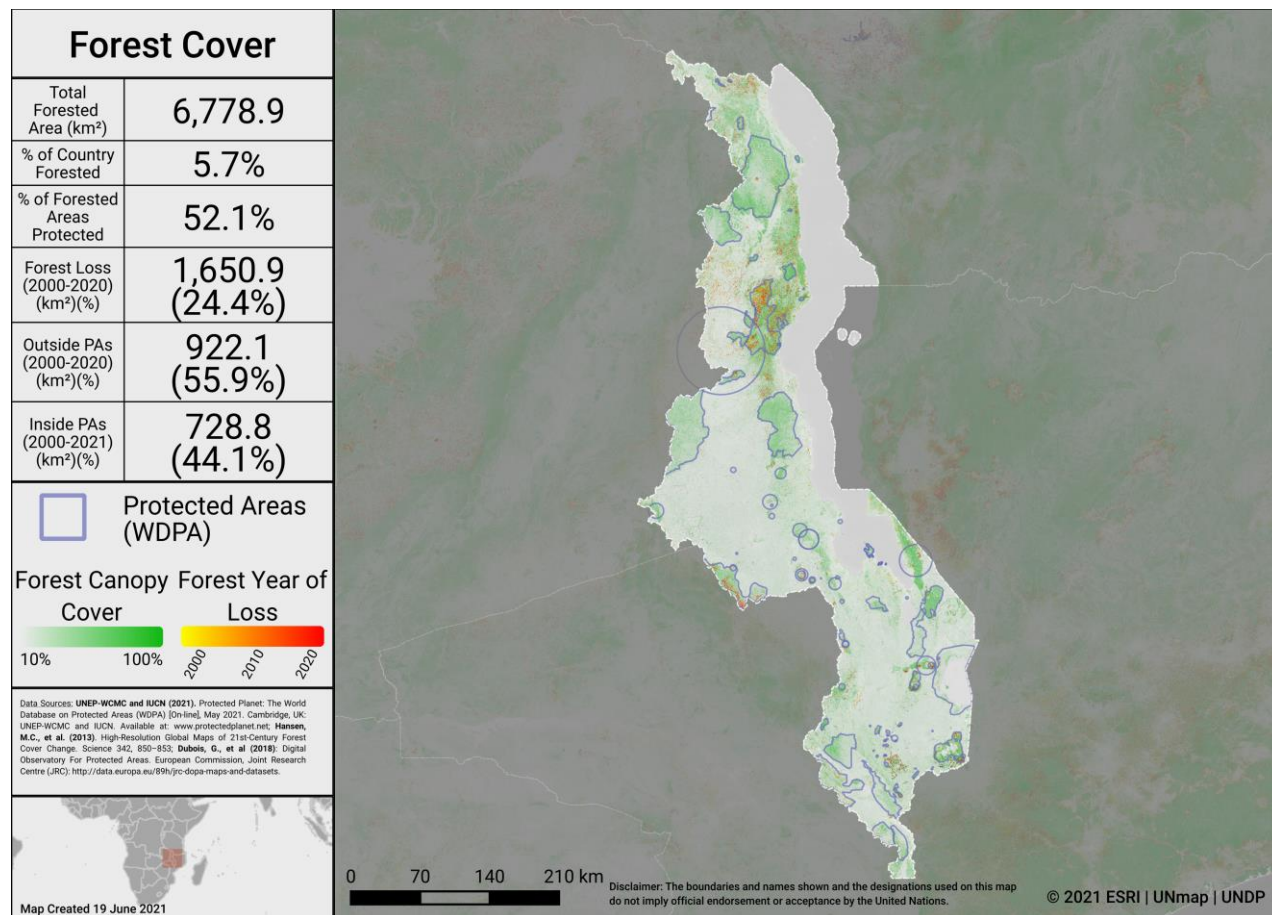 Forest Cover
Total
Forested
Area (km²)
6,778.9
% of Country
Forested
5.7%
% of Forested
Areas
Protected
52.1%
Forest Loss
(2000-2020)
(km²)(%)
1,650.9
(24.4%)
Outside PAs
(2000-2020)
(km²)(%)
922.1
(55.9%)
Inside PAs
(2000-2021)
(km²)(%)
728.8
(44.1%)
Protected Areas
(WDPA)
Forest Canopy
Cover
10% 100%
Forest Year of
Loss
2000 2010 2020
Data Sources: UNEP-WCMC and IUCN (2021). Protected Planet: The World
Database on Protected Areas (WDPA) [On-line], May 2021. Cambridge, UK:
UNEP-WCMC and IUCN. Available at: www.protectedplanet.net; Hansen,
M.C., et al. (2013). High-Resolution Global Maps of 21st-Century Forest
Cover Change. Science 342, 850–853; Dubois, G., et al (2018): Digital
Observatory For Protected Areas. European Commission, Joint Research
Centre (JRC): http://data.europa.eu/89h/jrc-dopa-maps-and-datasets.
Map Created 19 June 2021
0 70 140 210 km
Disclaimer: The boundaries and names shown and the designations used on this map
do not imply official endorsement or acceptance by the United Nations.
© 2021 ESRI | UNmap | UNDP